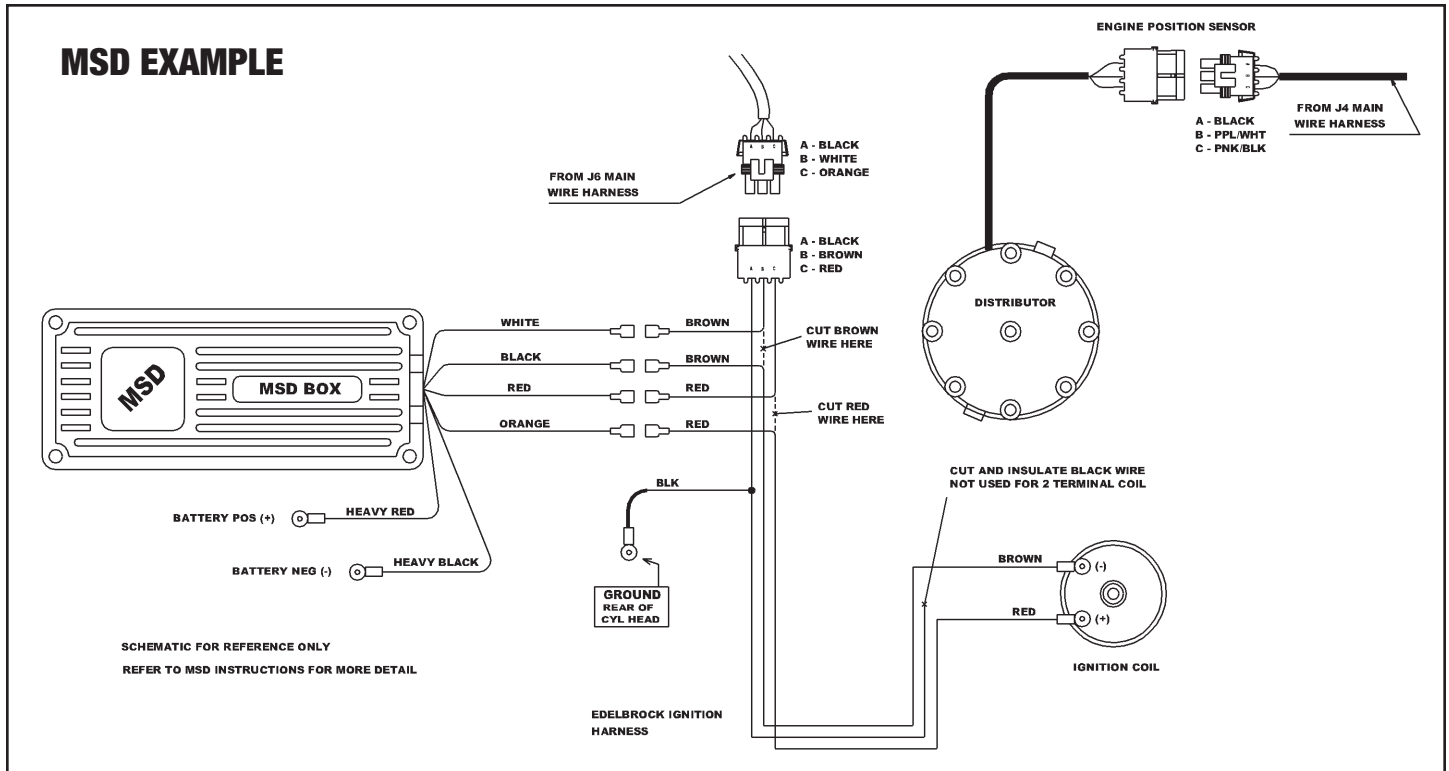 MSD EXAMPLE
ENGINE POSITION SENSOR
A - BLACK
B - PPL/WHT
C - PNK/BLK
FROM J4 MAIN
WIRE HARNESS
A B C
A - BLACK
B - WHITE
C - ORANGE
FROM J6 MAIN
WIRE HARNESS
A - BLACK
B - BROWN
C - RED
A B C
DISTRIBUTOR
MSD
MSD BOX
WHITE
BROWN
CUT BROWN
WIRE HERE
BLACK
BROWN
RED
RED
CUT RED
WIRE HERE
ORANGE
RED
BLK
GROUND
REAR OF
CYL HEAD
BATTERY POS (+)
HEAVY RED
BATTERY NEG (-)
HEAVY BLACK
CUT AND INSULATE BLACK WIRE
NOT USED FOR 2 TERMINAL COIL
BROWN
(-)
RED
(+)
IGNITION COIL
SCHEMATIC FOR REFERENCE ONLY
REFER TO MSD INSTRUCTIONS FOR MORE DETAIL
EDELBROCK IGNITION
HARNESS